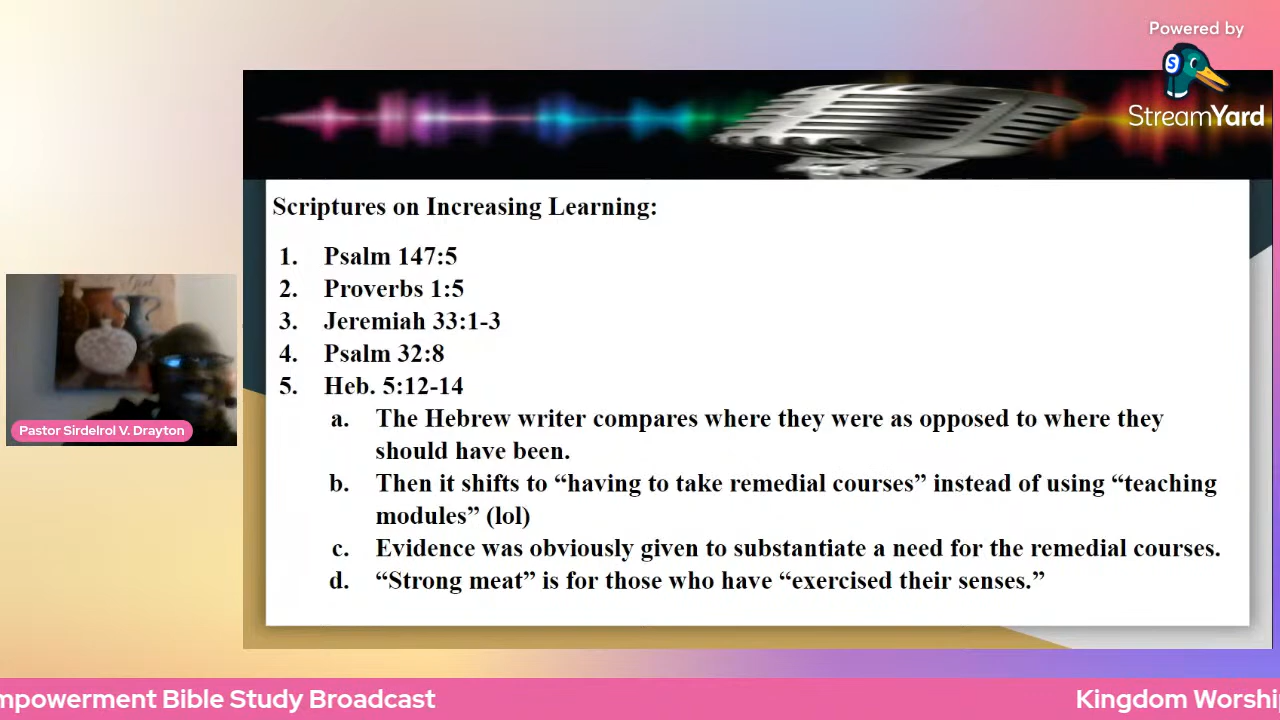 Powered by
StreamYard
Scriptures on Increasing Learning:
1. Psalm 147:5
2. Proverbs 1:5
3. Jeremiah 33:1-3
4. Psalm 32:8
5. Heb. 5:12-14
a. The Hebrew writer compares where they were as opposed to where they
should have been.
b. Then it shifts to “having to take remedial courses” instead of using “teaching
modules” (lol)
c. Evidence was obviously given to substantiate a need for the remedial courses.
d. “Strong meat” is for those who have “exercised their senses.”
God
Pastor Sirdelrol V. Drayton
mpowerment Bible Study Broadcast
Kingdom Worship